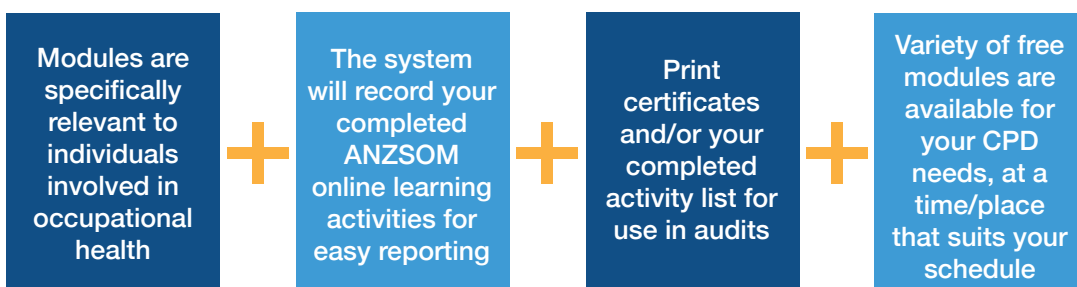 Modules are
specifically
relevant to
individuals
involved in
occupational
health
The system
will record your
completed
ANZSOM
online learning
activities for
easy reporting
Print
certificates
and/or your
completed
activity list for
use in audits
Variety of free
modules are
available for
your CPD
needs, at a
time/place
that suits your
schedule